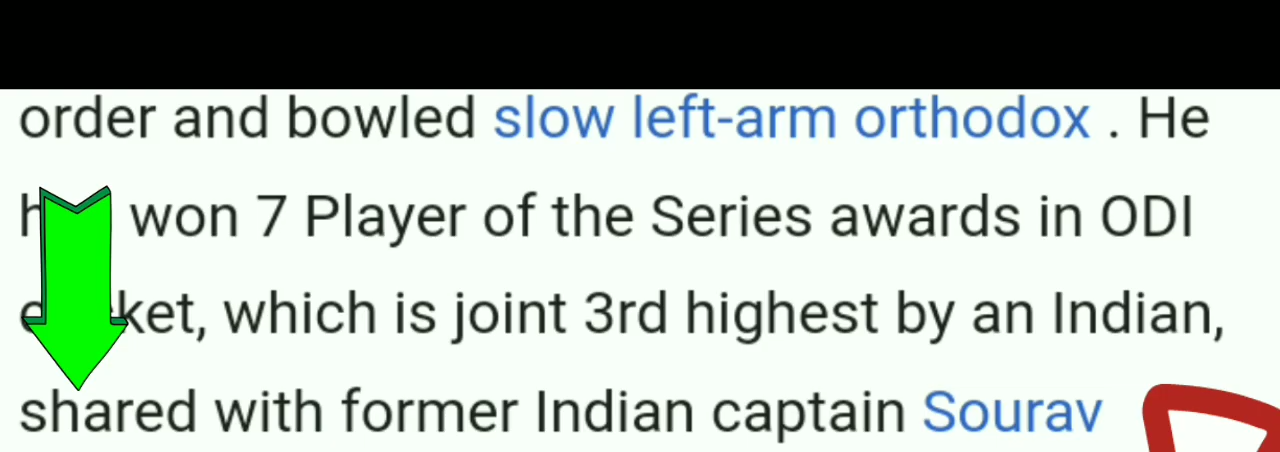 order and bowled slow left-arm orthodox . He
won 7 Player of the Series awards in ODI
which is joint 3rd highest by an Indian,
shared with former Indian captain Sourav